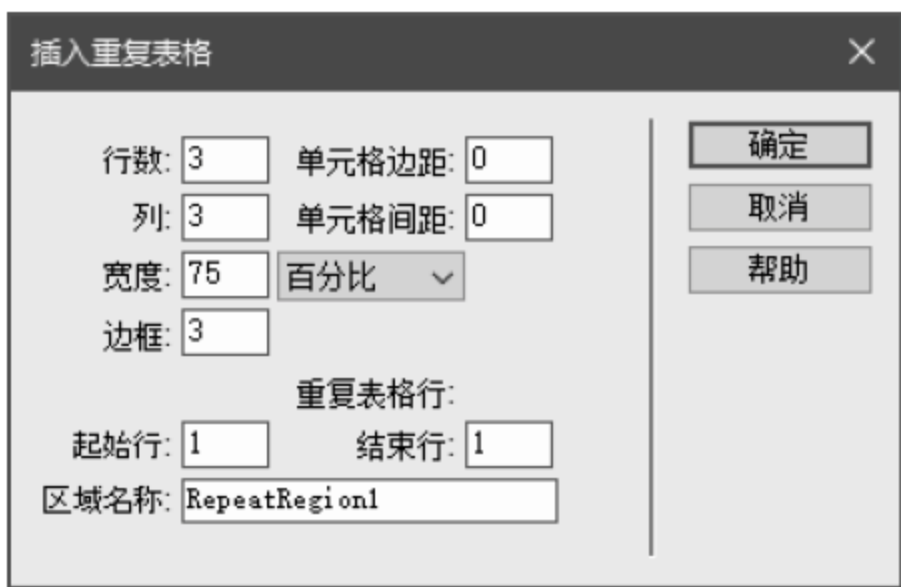 插入重复表格
行数: 3 单元格边距: 0 确定
列: 3 单元格间距: 0 取消
宽度: 75 百分比 帮助
边框: 3
重复表格行:
起始行: 1 结束行: 1
区域名称: RepeatRegion1